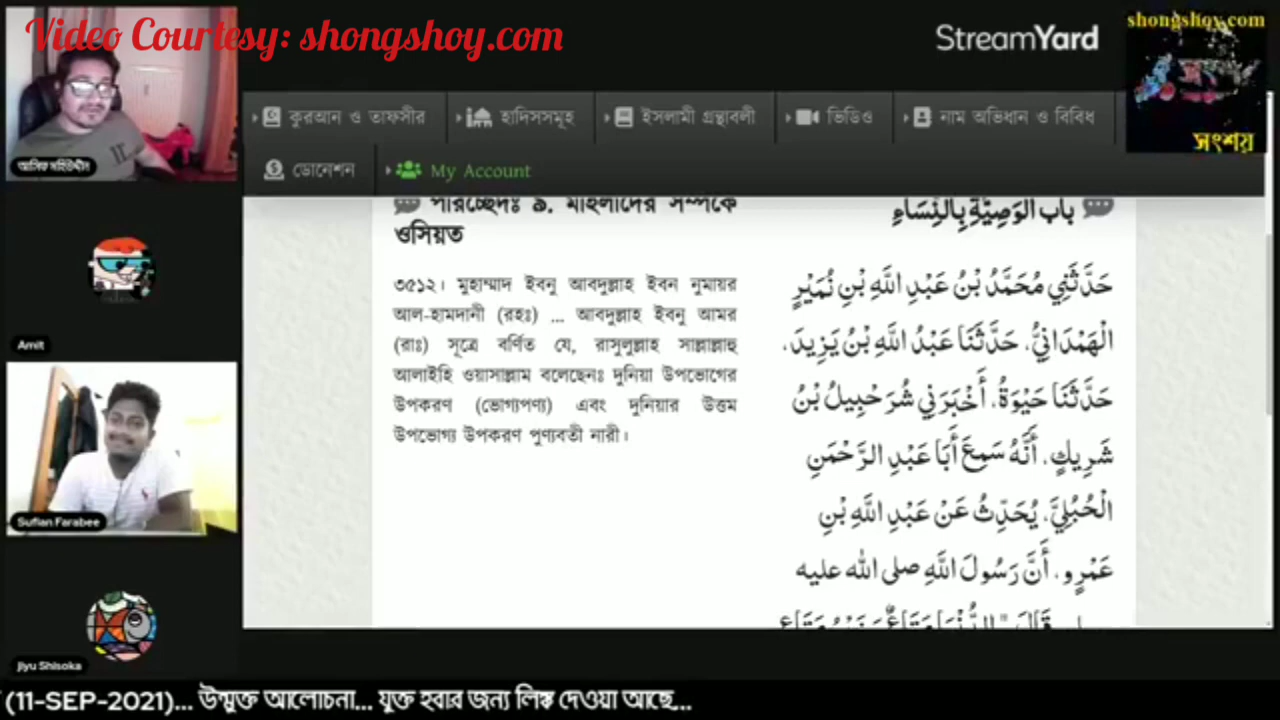 Video Courtesy: shongshoy.com
StreamYard
shongshoy.com
সংশয়
কুরআন ও তাফসীর
হাদিসসমূহ
ইসলামী গ্রন্থাবলী
ভিডিও
নাম অভিধান ও বিবিধ
ডোনেশন
My Account
আসিফ মহিউদ্দীন
Amit
Sufian Farabee
Jiyu Shisoka
পরিচ্ছেদঃ ৯. মহিলাদের সম্পর্কে
ওসিয়ত
৩৫১২। মুহাম্মাদ ইবনু আবদুল্লাহ ইবন নুমায়র
আল-হামদানী (রহঃ) ... আবদুল্লাহ ইবনু আমর
(রাঃ) সূত্রে বর্ণিত যে, রাসুলুল্লাহ সাল্লাল্লাহু
আলাইহি ওয়াসাল্লাম বলেছেনঃ দুনিয়া উপভোগের
উপকরণ (ভোগ্যপণ্য) এবং দুনিয়ার উত্তম
উপভোগ্য উপকরণ পুণ্যবতী নারী।
باب الْوَصِيَّةِ بِالنِّسَاءِ
حَدَّثَنِي مُحَمَّدُ بْنُ عَبْدِ اللَّهِ بْنِ نُمَيْرٍ
الْهَمْدَانِيُّ، حَدَّثَنَا عَبْدُ اللَّهِ بْنُ يَزِيدَ،
حَدَّثَنَا حَيْوَةُ، أَخْبَرَنِي شُرَحْبِيلُ بْنُ
شَرِيكٍ، أَنَّهُ سَمِعَ أَبَا عَبْدِ الرَّحْمَنِ
الْحُبُلِيَّ، يُحَدِّثُ عَنْ عَبْدِ اللَّهِ بْنِ
عَمْرٍو، أَنَّ رَسُولَ اللَّهِ صلى الله عليه
(11-SEP-2021)... উন্মুক্ত আলোচনা... যুক্ত হবার জন্য লিঙ্ক দেওয়া আছে...